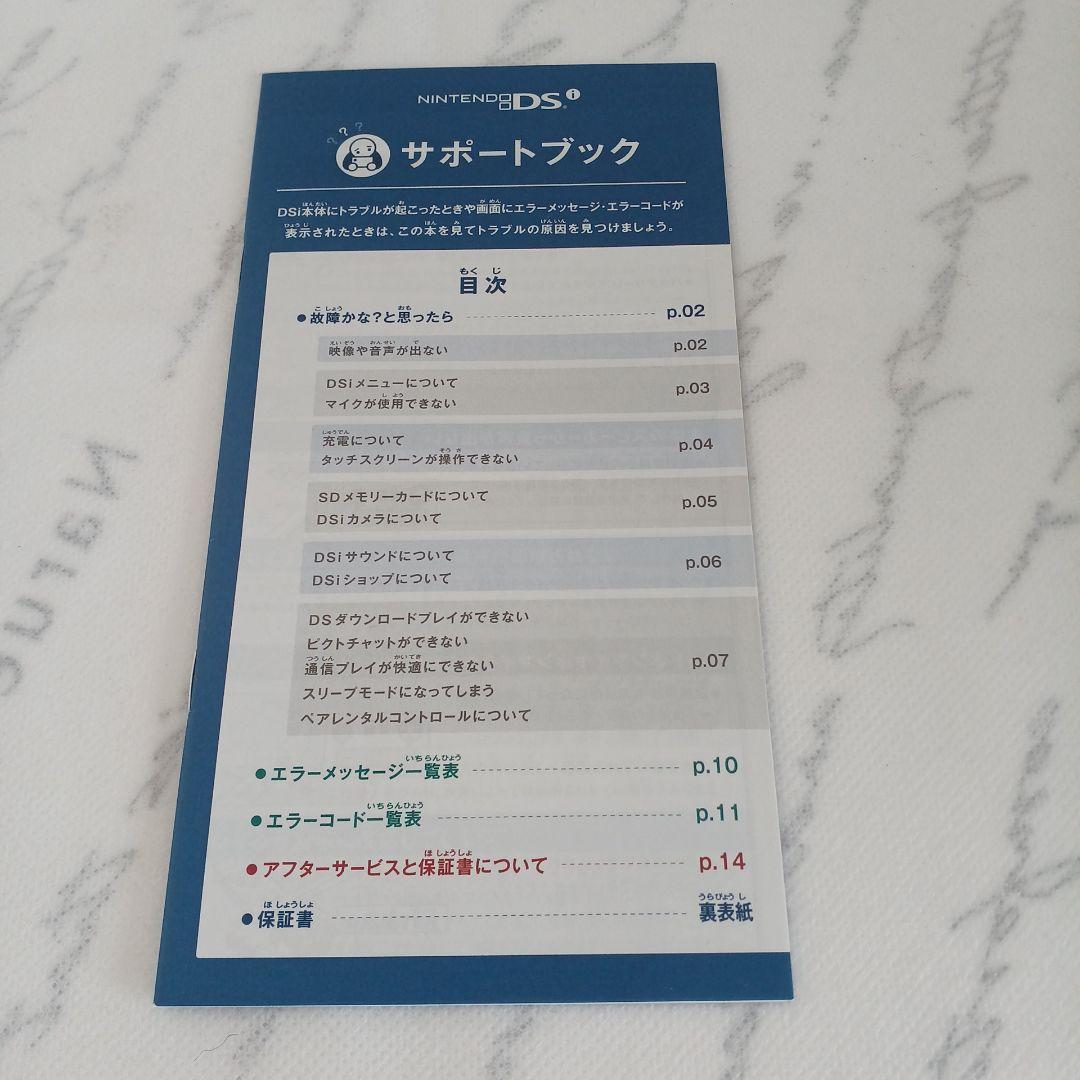 NINTENDO DSi
? ? ?
サポートブック
DSi本体にトラブルが起こったときや画面にエラーメッセージ・エラーコードが
表示されたときは、この本を見てトラブルの原因を見つけましょう。
目次
●故障かな?と思ったら p.02
映像や音声が出ない p.02
DSiメニューについて
マイクが使用できない p.03
充電について
タッチスクリーンが操作できない p.04
SDメモリーカードについて
DSiカメラについて p.05
DSiサウンドについて
DSiショップについて p.06
DSダウンロードプレイができない
ピクトチャットができない
通信プレイが快適にできない p.07
スリープモードになってしまう
ペアレンタルコントロールについて
●エラーメッセージ一覧表 p.10
●エラーコード一覧表 p.11
●アフターサービスと保証書について p.14
●保証書 裏表紙